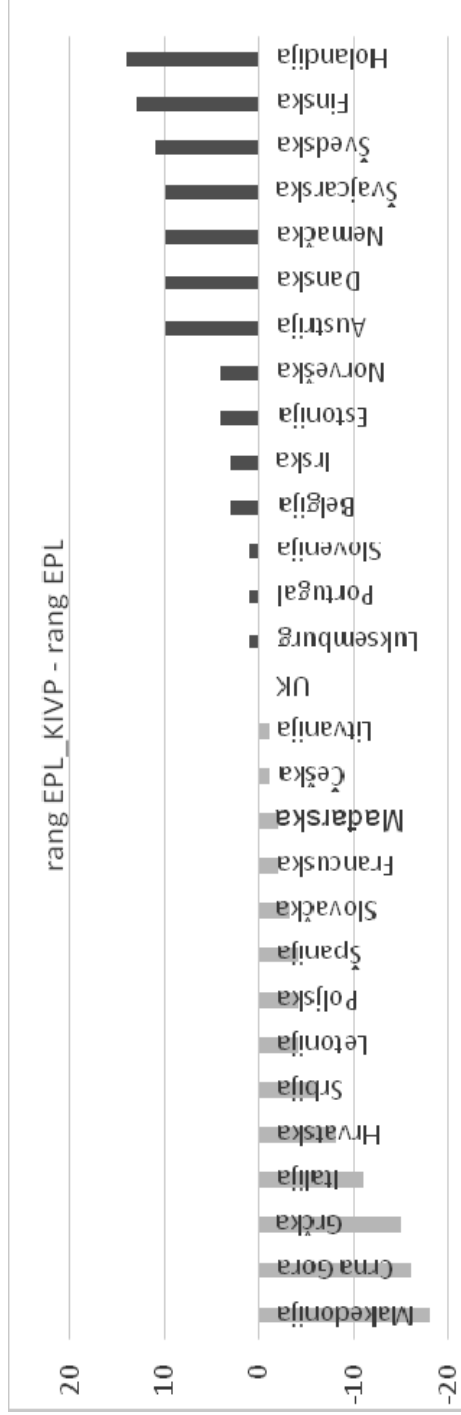 rang EPL_KIVP - rang EPL
20
10
0
-10
-20
Makedonija
Crna Gora
Grčka
Italija
Hrvatska
Srbija
Letonija
Poljska
Španija
Slovačka
Francuska
Mađarska
Češka
Litvanija
UK
Luksemburg
Portugal
Slovenija
Belgija
Irska
Estonija
Norveška
Austrija
Danska
Nemačka
Švajcarska
Švedska
Finska
Holandija